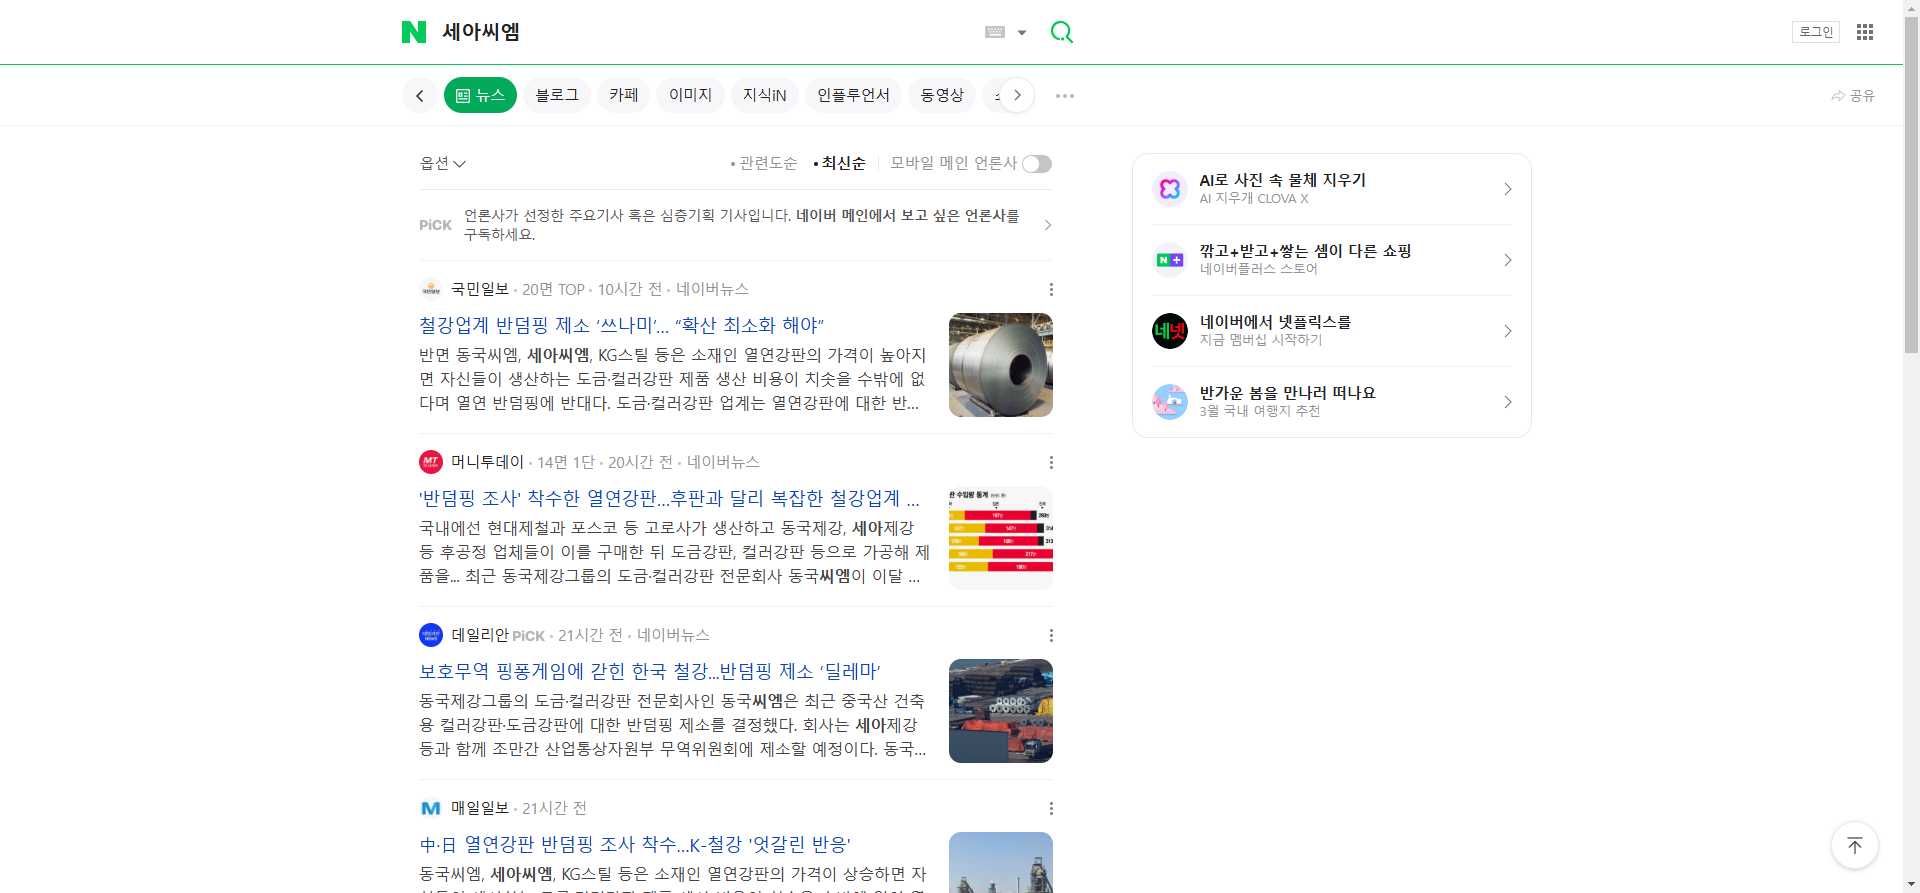 세아씨엠
로그인
뉴스 블로그 카페 이미지 지식iN 인플루언서 동영상
공유
옵션 관련도순 최신순 모바일 메인 언론사
PiCK 언론사가 선정한 주요기사 혹은 심층기획 기사입니다. 네이버 메인에서 보고 싶은 언론사를
구독하세요.
국민일보 · 20면 TOP · 10시간 전 · 네이버뉴스
철강업계 반덤핑 제소 ‘쓰나미’… “확산 최소화 해야”
반면 동국씨엠, 세아씨엠, KG스틸 등은 소재인 열연강판의 가격이 높아지
면 자신들이 생산하는 도금·컬러강판 제품 생산 비용이 치솟을 수밖에 없
다며 열연 반덤핑에 반대다. 도금·컬러강판 업계는 열연강판에 대한 반...
머니투데이 · 14면 1단 · 20시간 전 · 네이버뉴스
'반덤핑 조사' 착수한 열연강판...후판과 달리 복잡한 철강업계 ...
국내에선 현대제철과 포스코 등 고로사가 생산하고 동국제강, 세아제강
등 후공정 업체들이 이를 구매한 뒤 도금강판, 컬러강판 등으로 가공해 제
품을... 최근 동국제강그룹의 도금·컬러강판 전문회사 동국씨엠이 이달 ...
데일리안 PiCK · 21시간 전 · 네이버뉴스
보호무역 핑퐁게임에 갇힌 한국 철강...반덤핑 제소 ‘딜레마’
동국제강그룹의 도금·컬러강판 전문회사인 동국씨엠은 최근 중국산 건축
용 컬러강판·도금강판에 대한 반덤핑 제소를 결정했다. 회사는 세아제강
등과 함께 조만간 산업통상자원부 무역위원회에 제소할 예정이다. 동국...
매일일보 · 21시간 전
中·日 열연강판 반덤핑 조사 착수…K-철강 '엇갈린 반응'
동국씨엠, 세아씨엠, KG스틸 등은 소재인 열연강판의 가격이 상승하면 자
AI로 사진 속 물체 지우기
AI 지우개 CLOVA X
깎고+받고+쌓는 셈이 다른 쇼핑
네이버플러스 스토어
네넷
네이버에서 넷플릭스를
지금 멤버십 시작하기
반가운 봄을 만나러 떠나요
3월 국내 여행지 추천